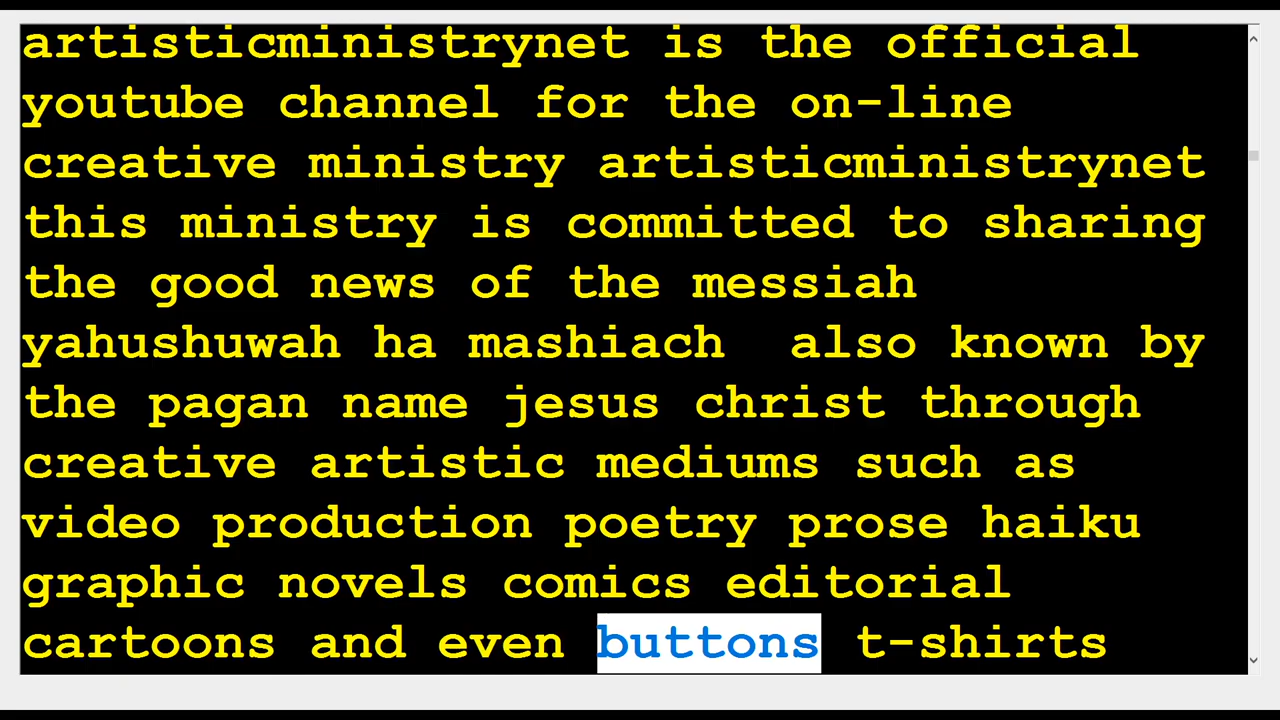 artisticministrynet is the official
youtube channel for the on-line
creative ministry artisticministrynet
this ministry is committed to sharing
the good news of the messiah
yahushuwah ha mashiach  also known by
the pagan name jesus christ through
creative artistic mediums such as
video production poetry prose haiku
graphic novels comics editorial
cartoons and even buttons t-shirts